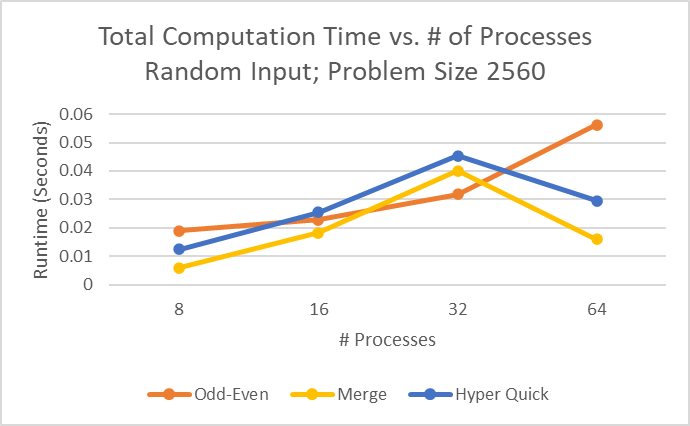 Total Computation Time vs. # of Processes
Random Input; Problem Size 2560
Runtime (Seconds)
0.06
0.05
0.04
0.03
0.02
0.01
0
8 16 32 64
# Processes
Odd-Even Merge Hyper Quick